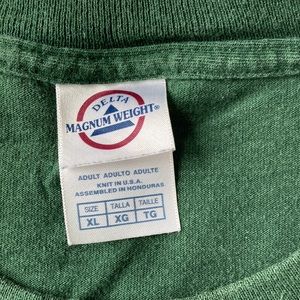 DELTA
MAGNUM WEIGHT®
ADULT ADULTO ADULTE
KNIT IN U.S.A.
ASSEMBLED IN HONDURAS
SIZE TALLA TAILLE
XL XG TG